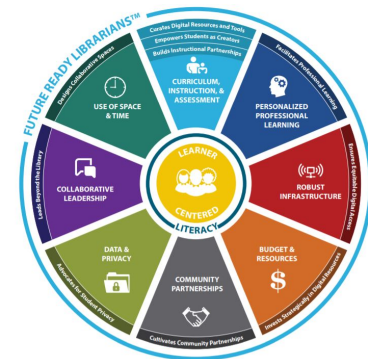 FUTURE READY LIBRARIANS™
Curates Digital Resources and Tools
Empowers Students as Creators
Builds Instructional Partnerships
CURRICULUM,
INSTRUCTION, &
ASSESSMENT
Facilitates Professional Learning
PERSONALIZED
PROFESSIONAL
LEARNING
Ensures Equitable Digital Access
ROBUST
INFRASTRUCTURE
Invests Strategically in Digital Resources
BUDGET &
RESOURCES
$
Cultivates Community Partnerships
COMMUNITY
PARTNERSHIPS
Advocates for Student Privacy
DATA &
PRIVACY
Leads Beyond the Library
COLLABORATIVE
LEADERSHIP
Designs Collaborative Spaces
USE OF SPACE
& TIME
LEARNER
CENTERED
LITERACY